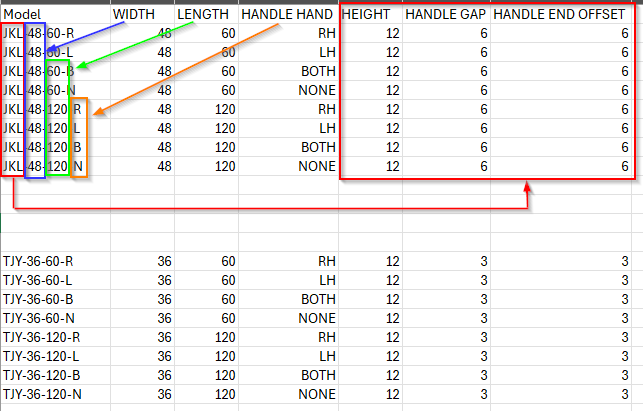 Model WIDTH LENGTH HANDLE HAND HEIGHT HANDLE GAP HANDLE END OFFSET
JKL-48-60-R 48 60 RH 12 6 6
JKL-48-60-L 48 60 LH 12 6 6
JKL-48-60-B 48 60 BOTH 12 6 6
JKL-48-60-N 48 60 NONE 12 6 6
JKL-48-120-R 48 120 RH 12 6 6
JKL-48-120-L 48 120 LH 12 6 6
JKL-48-120-B 48 120 BOTH 12 6 6
JKL-48-120-N 48 120 NONE 12 6 6
TJY-36-60-R 36 60 RH 12 3 3
TJY-36-60-L 36 60 LH 12 3 3
TJY-36-60-B 36 60 BOTH 12 3 3
TJY-36-60-N 36 60 NONE 12 3 3
TJY-36-120-R 36 120 RH 12 3 3
TJY-36-120-L 36 120 LH 12 3 3
TJY-36-120-B 36 120 BOTH 12 3 3
TJY-36-120-N 36 120 NONE 12 3 3